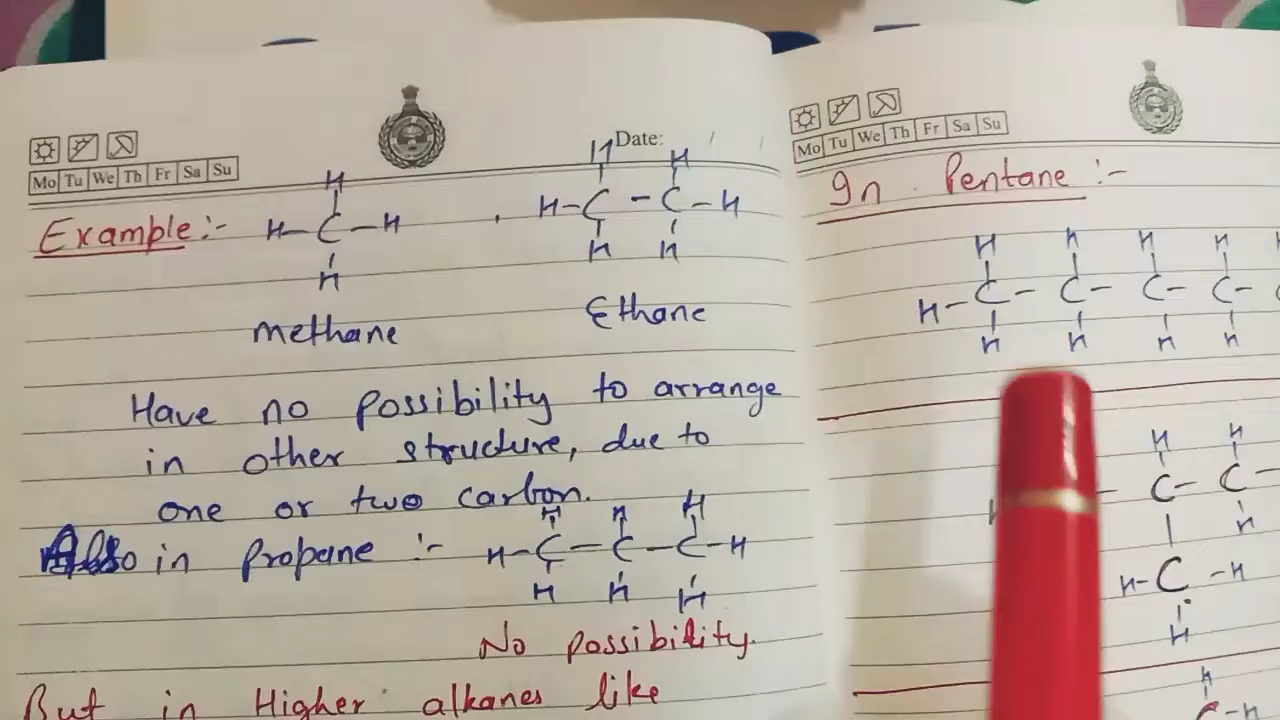 Mo Tu We Th Fr Sa Su
Date: / /
Example :-
H H H
H-C-H , H-C-C-H
H H H
methane Ethane
Have no possibility to arrange
in other structure, due to
one or two carbon.
Also in Propane :-
H H H
H-C-C-C-H
H H H
No possibility.
But in Higher alkanes like
Mo Tu We Th Fr Sa Su
In Pentane :-
H H H H
H-C-C-C-C-
H H H H
H H
-C-C-
H
H-C-H
H
H
-H